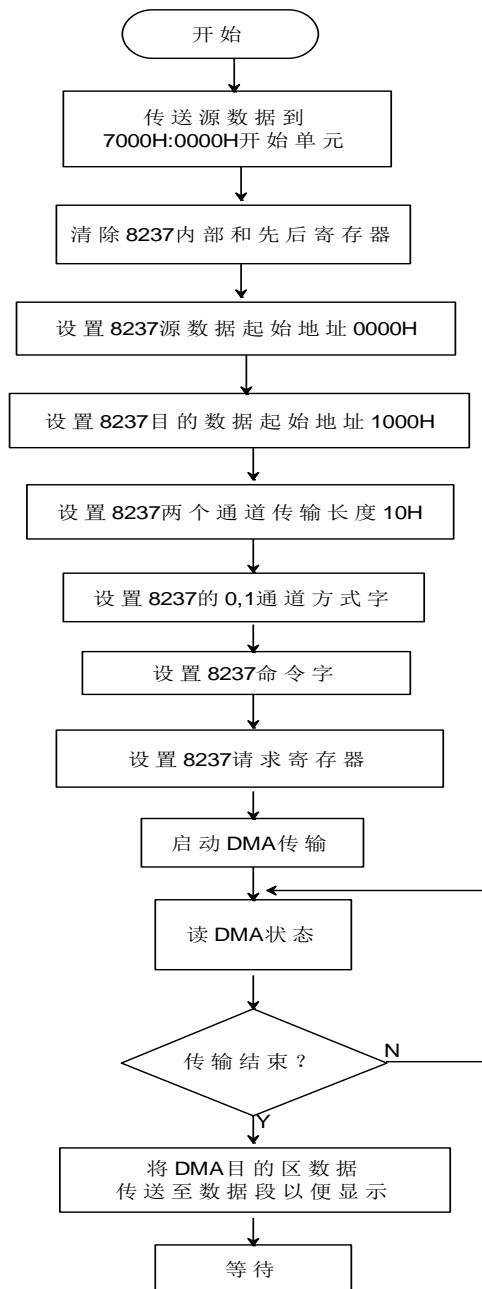 开始
传送源数据到
7000H:0000H开始单元
清除8237内部和先后寄存器
设置8237源数据起始地址0000H
设置8237目的数据起始地址1000H
设置8237两个通道传输长度10H
设置8237的0,1通道方式字
设置8237命令字
设置8237请求寄存器
启动DMA传输
读DMA状态
传输结束？
N
Y
将DMA目的区数据
传送至数据段以便显示
等待